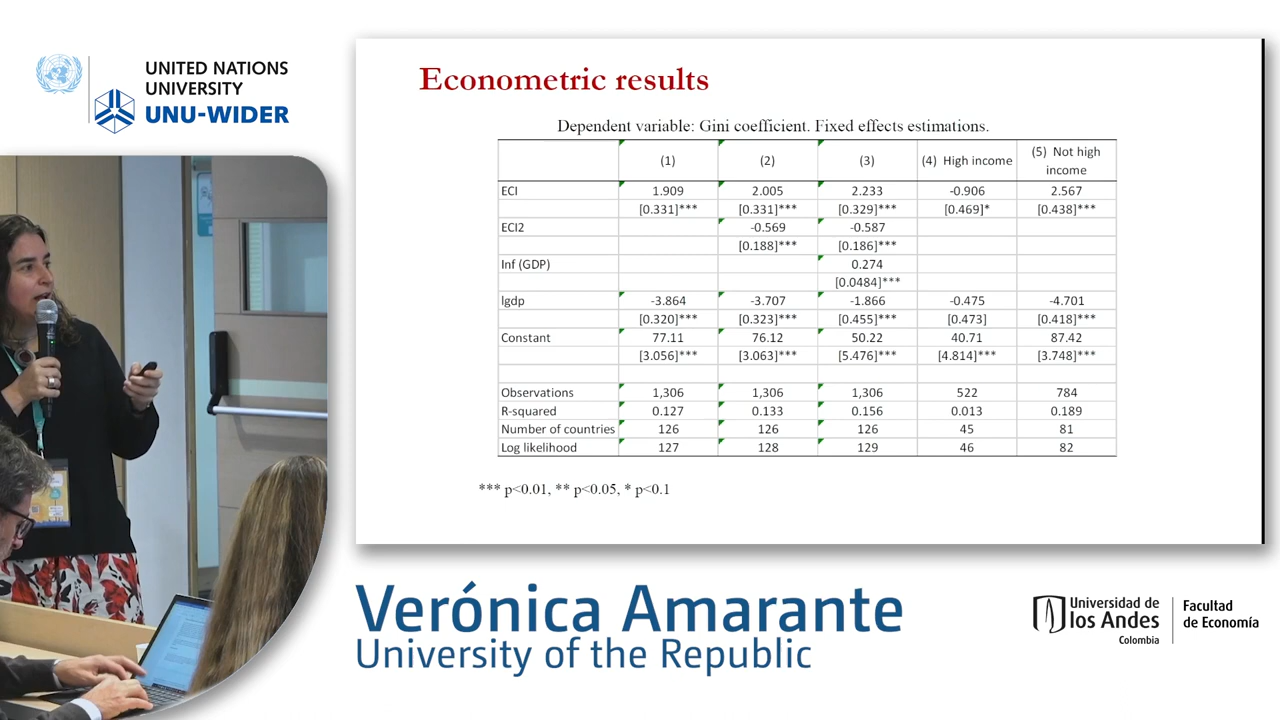 UNITED NATIONS
UNIVERSITY
UNU-WIDER
Econometric results
Dependent variable: Gini coefficient. Fixed effects estimations.
(1) (2) (3) (4) High income (5) Not high income
ECI 1.909 2.005 2.233 -0.906 2.567
[0.331]*** [0.331]*** [0.329]*** [0.469]* [0.438]***
ECI2 -0.569 -0.587
[0.188]*** [0.186]***
Inf (GDP) 0.274
[0.0484]***
lgdp -3.864 -3.707 -1.866 -0.475 -4.701
[0.320]*** [0.323]*** [0.455]*** [0.473] [0.418]***
Constant 77.11 76.12 50.22 40.71 87.42
[3.056]*** [3.063]*** [5.476]*** [4.814]*** [3.748]***
Observations 1,306 1,306 1,306 522 784
R-squared 0.127 0.133 0.156 0.013 0.189
Number of countries 126 126 126 45 81
Log likelihood 127 128 129 46 82
*** p<0.01, ** p<0.05, * p<0.1
Verónica Amarante
University of the Republic
Universidad de
los Andes
Colombia
Facultad
de Economía